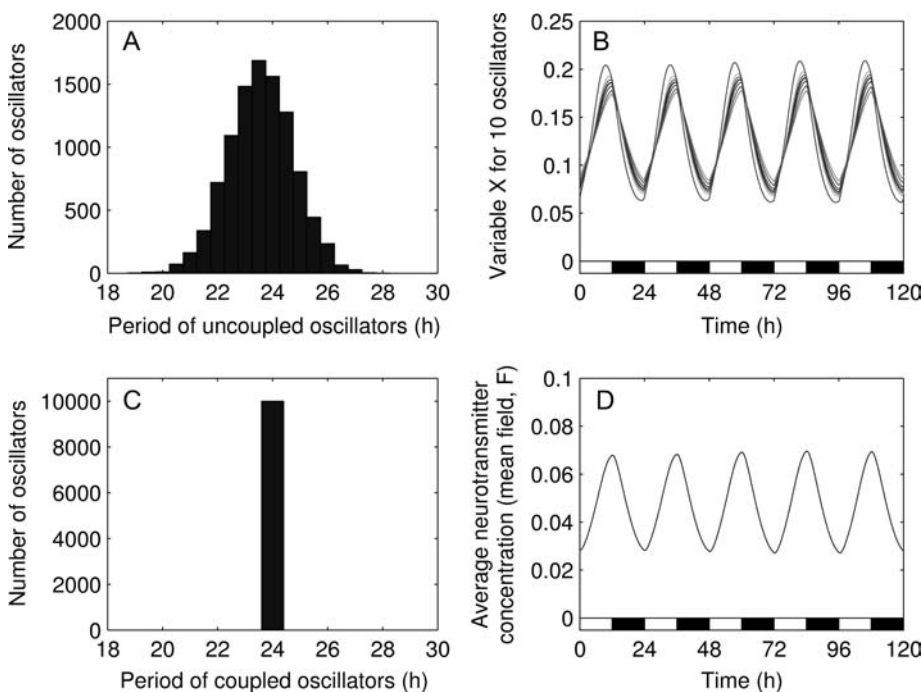 A
2000
1500
1000
500
0
18 20 22 24 26 28 30
Number of oscillators
Period of uncoupled oscillators (h)
B
0.25
0.2
0.15
0.1
0.05
0
0 24 48 72 96 120
Variable X for 10 oscillators
Time (h)
C
10000
8000
6000
4000
2000
0
18 20 22 24 26 28 30
Number of oscillators
Period of coupled oscillators (h)
D
0.1
0.08
0.06
0.04
0.02
0
0 24 48 72 96 120
Average neurotransmitter
concentration (mean field, F)
Time (h)